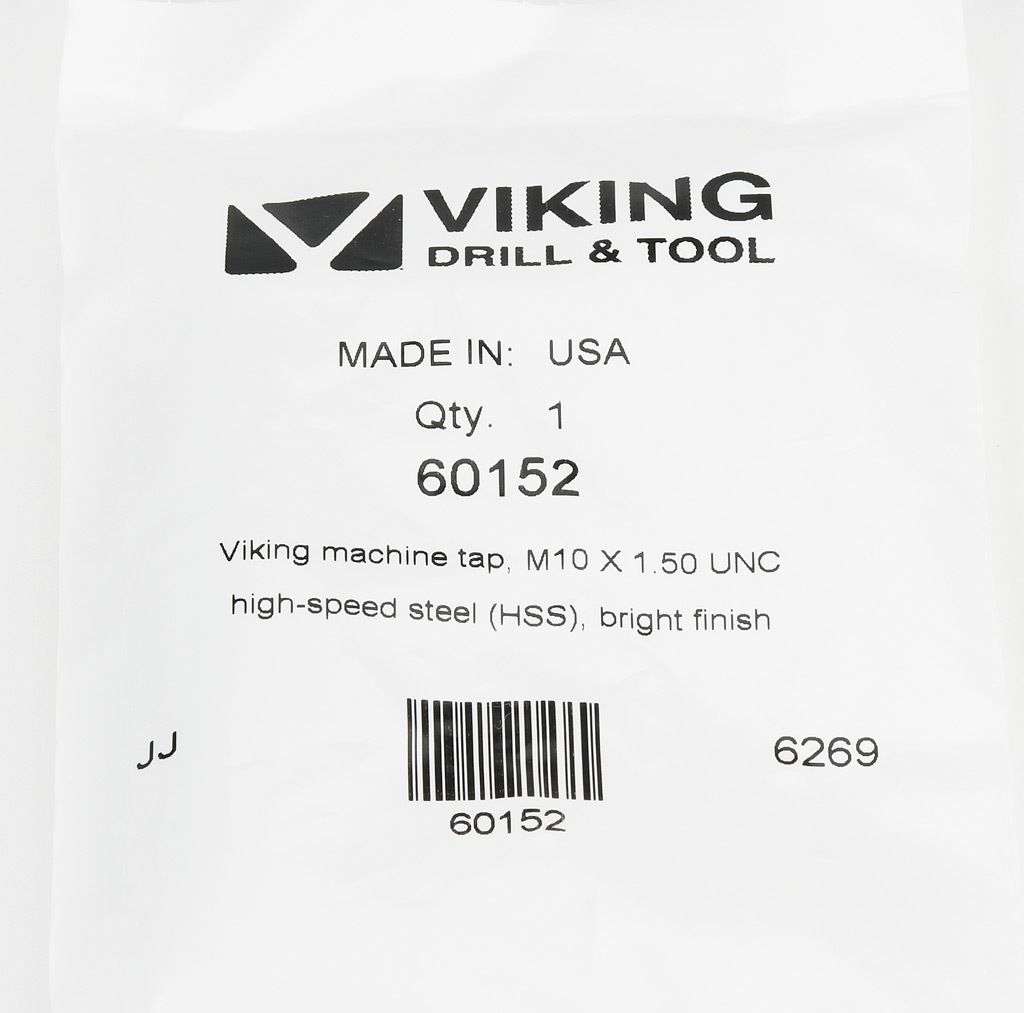 VIKING
DRILL & TOOL
MADE IN: USA
Qty. 1
60152
Viking machine tap, M10 X 1.50 UNC
high-speed steel (HSS), bright finish
JJ
60152
6269